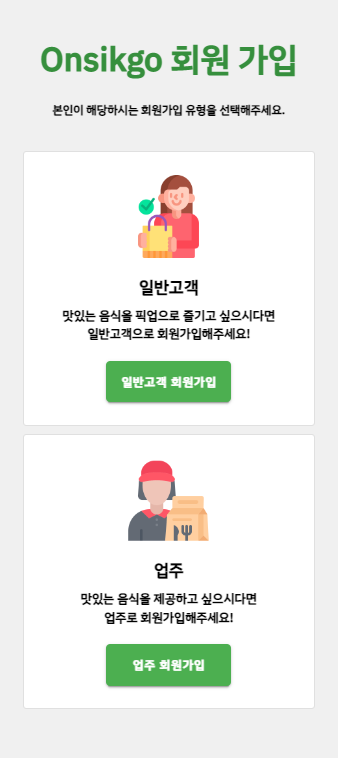 Onsikgo 회원 가입
본인이 해당하시는 회원가입 유형을 선택해주세요.
일반고객
맛있는 음식을 픽업으로 즐기고 싶으시다면
일반고객으로 회원가입해주세요!
일반고객 회원가입
업주
맛있는 음식을 제공하고 싶으시다면
업주로 회원가입해주세요!
업주 회원가입